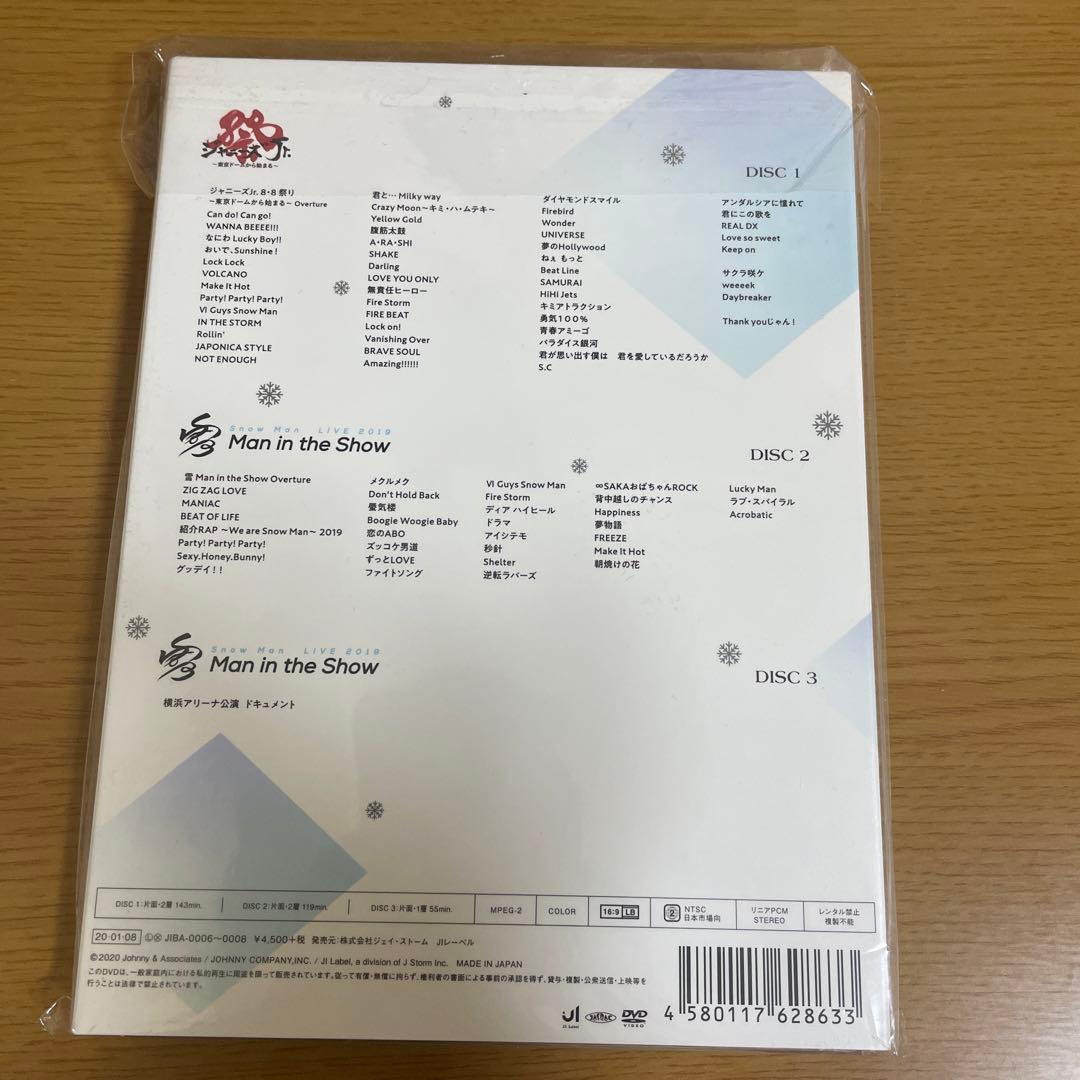 祭
ジャニーズJr.
～東京ドームから始まる～
DISC 1
ジャニーズJr. 8・8 祭り
～東京ドームから始まる～ Overture
Can do! Can go!
WANNA BEEEE!!!
なにわ Lucky Boy!!
おいで、Sunshine!
Lock Lock
VOLCANO
Make It Hot
Party! Party! Party!
VI Guys Snow Man
IN THE STORM
Rollin'
JAPONICA STYLE
NOT ENOUGH
君と… Milky way
Crazy Moon～キミ・ハ・ムテキ～
Yellow Gold
腹筋太鼓
A・RA・SHI
SHAKE
Darling
LOVE YOU ONLY
無責任ヒーロー
Fire Storm
FIRE BEAT
Lock on!
Vanishing Over
BRAVE SOUL
Amazing!!!!!!
ダイヤモンドスマイル
Firebird
Wonder
UNIVERSE
夢のHollywood
ねぇ もっと
Beat Line
SAMURAI
HiHi Jets
キミアトラクション
勇気100%
青春アミーゴ
パラダイス銀河
君が思い出す僕は 君を愛しているだろうか
S.C
アンダルシアに憧れて
君にこの歌を
REAL DX
Love so sweet
Keep on
サクラ咲ケ
weeeek
Daybreaker
Thank youじゃん!
Snow Man LIVE 2019
Man in the Show
DISC 2
雪 Man in the Show Overture
ZIG ZAG LOVE
MANIAC
BEAT OF LIFE
紹介RAP ～We are Snow Man～ 2019
Party! Party! Party!
Sexy.Honey.Bunny!
グッデイ!!
メクルメク
Don't Hold Back
蜃気楼
Boogie Woogie Baby
恋のABO
ズッコケ男道
ずっとLOVE
ファイトソング
VI Guys Snow Man
Fire Storm
ディア ハイヒール
ドラマ
アイシテモ
秒針
Shelter
逆転ラバーズ
∞SAKAおばちゃんROCK
背中越しのチャンス
Happiness
夢物語
FREEZE
Make It Hot
朝焼けの花
Lucky Man
ラブ・スパイラル
Acrobatic
Snow Man LIVE 2019
Man in the Show
DISC 3
横浜アリーナ公演 ドキュメント
DISC 1:片面・2層 143min. DISC 2:片面・2層 119min. DISC 3:片面・1層 55min. MPEG-2 COLOR 16:9 LB 2 NTSC 日本市場向 リニアPCM STEREO レンタル禁止 複製不能
20・01・08 ⓁⓍ JIBA-0006～0008 ¥4,500+税 発売元:株式会社ジェイ・ストーム JIレーベル
©2020 Johnny & Associates / JOHNNY COMPANY,INC. / JI Label, a division of J Storm Inc. MADE IN JAPAN
このDVDは、一般家庭内における私的再生に用途を限って販売されています。従って有償・無償に拘らず、権利者の書面による事前の承認を得ず、貸与・複製・公衆送信・上映等を
行うことは法律で禁止されています。
JI JI Label JASRAC DVD VIDEO
4 580117 628633